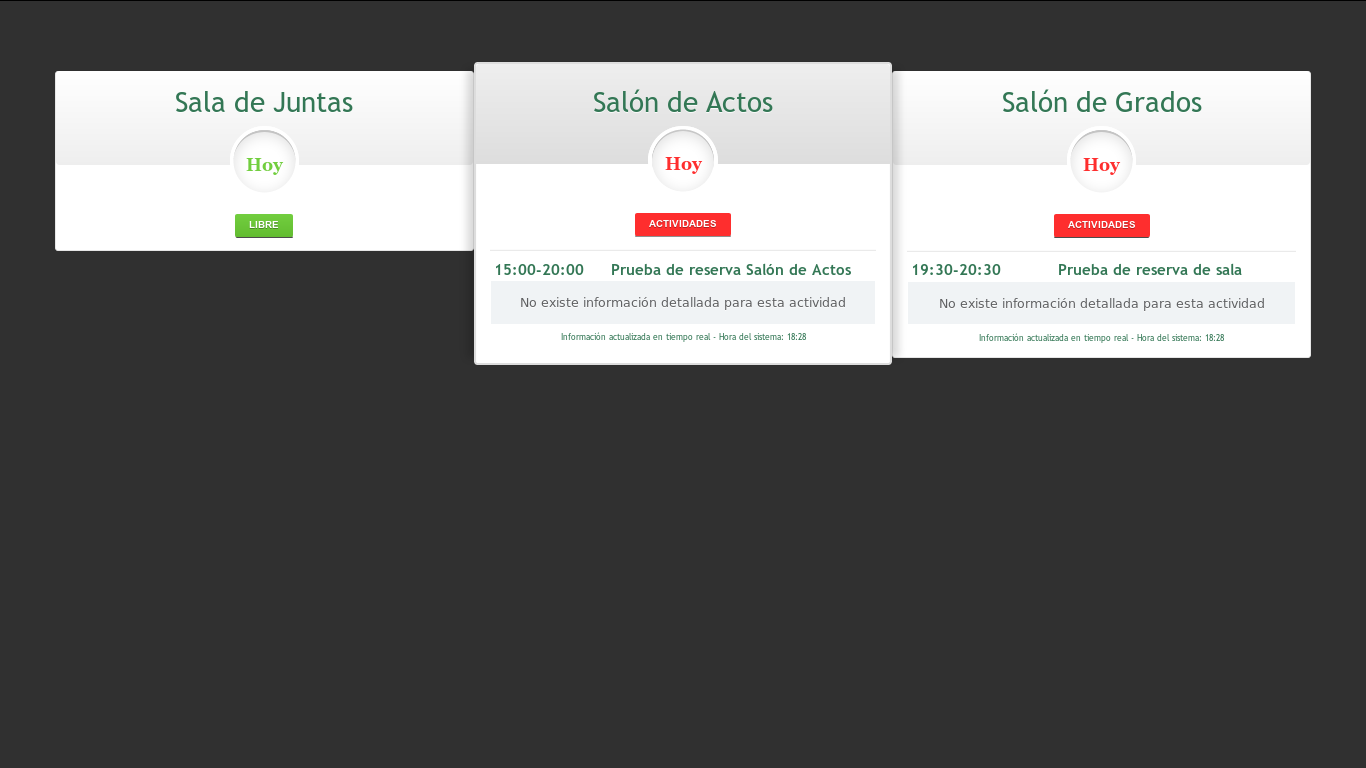 Sala de Juntas
Hoy
LIBRE
Salón de Actos
Hoy
ACTIVIDADES
15:00-20:00 Prueba de reserva Salón de Actos
No existe información detallada para esta actividad
Información actualizada en tiempo real - Hora del sistema: 18:28
Salón de Grados
Hoy
ACTIVIDADES
19:30-20:30 Prueba de reserva de sala
No existe información detallada para esta actividad
Información actualizada en tiempo real - Hora del sistema: 18:28